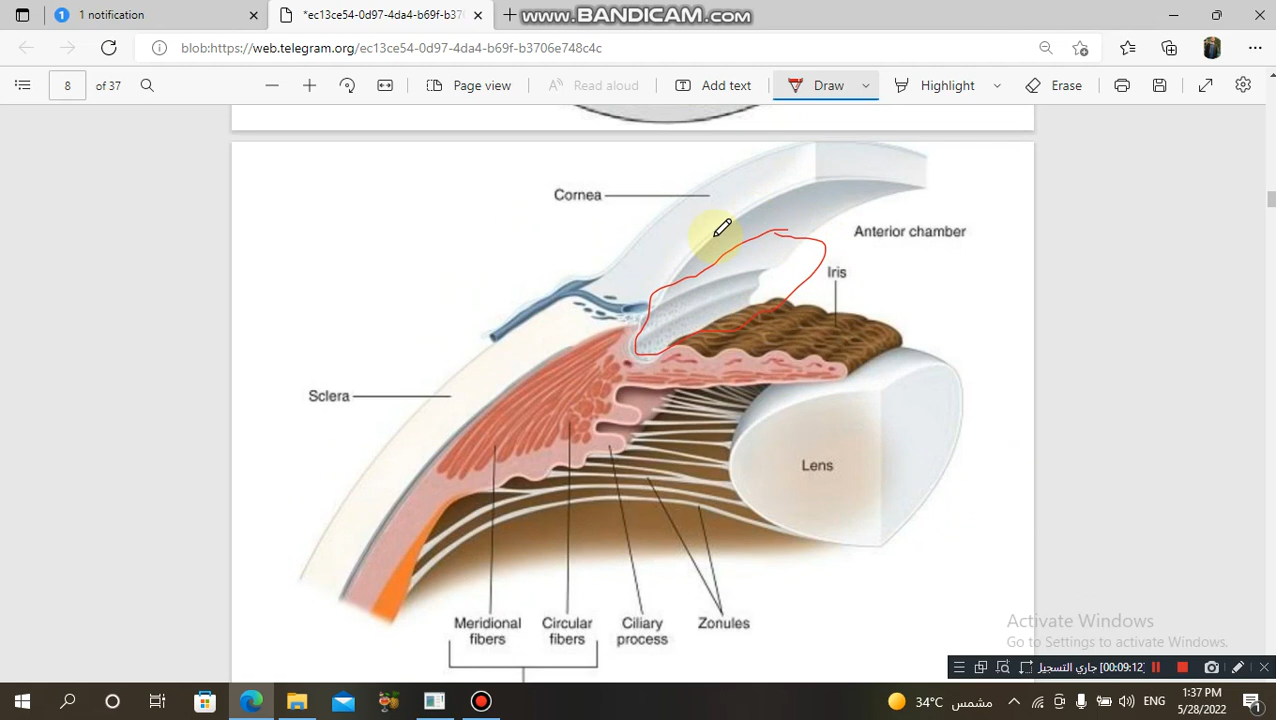 1 notification
*ec13ce54-0d97-4da4-b69f-b370
www.BANDICAM.com
blob:https://web.telegram.org/ec13ce54-0d97-4da4-b69f-b3706e748c4c
8 of 37
Page view
Read aloud
Add text
Draw
Highlight
Erase
Cornea
Anterior chamber
Iris
Sclera
Lens
Meridional
fibers
Circular
fibers
Ciliary
process
Zonules
Activate Windows
Go to Settings to activate Windows.
جاري التسجيل [00:09:12]
34°C مشمس
ENG
1:37 PM
5/28/2022